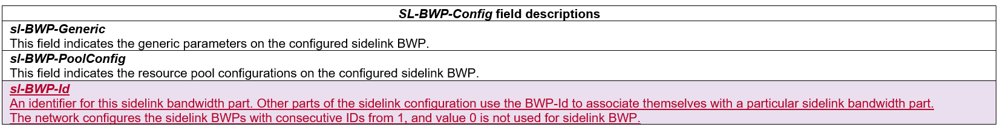 SL-BWP-Config field descriptions
sl-BWP-Generic
This field indicates the generic parameters on the configured sidelink BWP.
sl-BWP-PoolConfig
This field indicates the resource pool configurations on the configured sidelink BWP.
sl-BWP-Id
An identifier for this sidelink bandwidth part. Other parts of the sidelink configuration use the BWP-Id to associate themselves with a particular sidelink bandwidth part.
The network configures the sidelink BWPs with consecutive IDs from 1, and value 0 is not used for sidelink BWP.